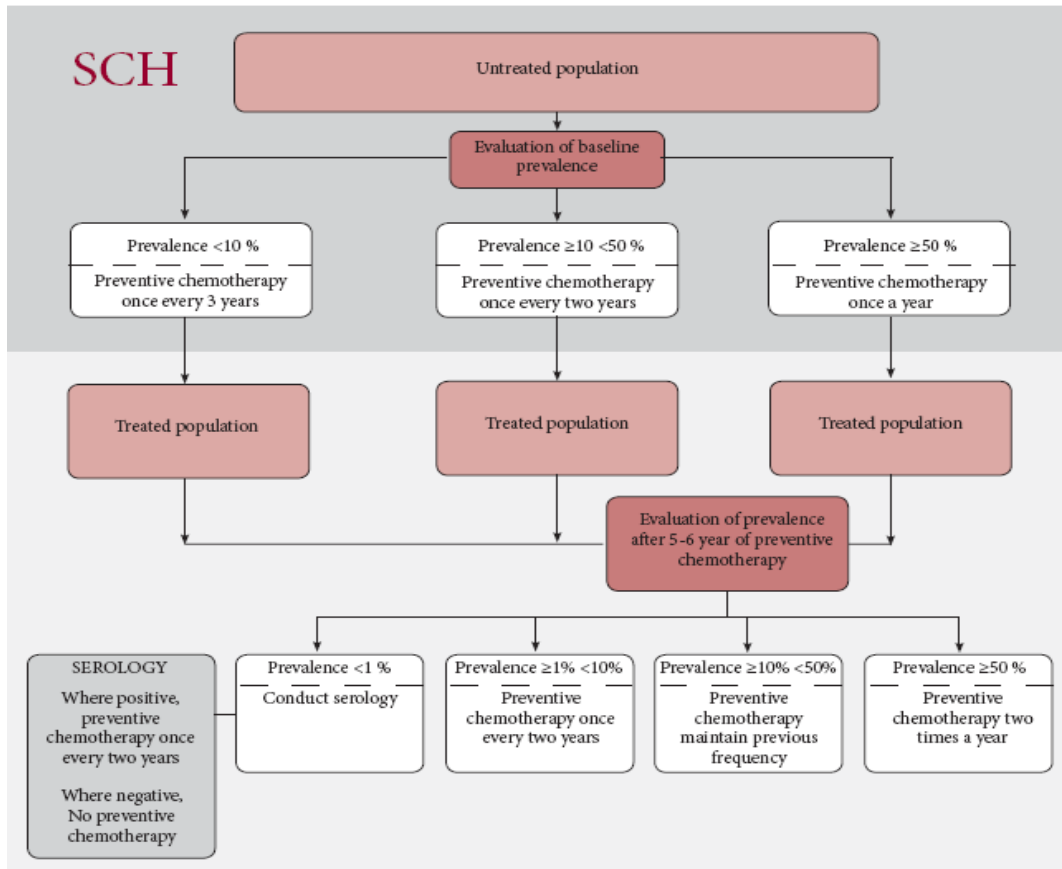 SCH
Untreated population
Evaluation of baseline
prevalence
Prevalence <10 %
Preventive chemotherapy
once every 3 years
Prevalence ≥10 <50 %
Preventive chemotherapy
once every two years
Prevalence ≥50 %
Preventive chemotherapy
once a year
Treated population
Treated population
Treated population
Evaluation of prevalence
after 5-6 year of preventive
chemotherapy
SEROLOGY
Where positive,
preventive
chemotherapy once
every two years
Where negative,
No preventive
chemotherapy
Prevalence <1 %
Conduct serology
Prevalence ≥1% <10%
Preventive
chemotherapy once
every two years
Prevalence ≥10% <50%
Preventive
chemotherapy
maintain previous
frequency
Prevalence ≥50 %
Preventive
chemotherapy two
times a year